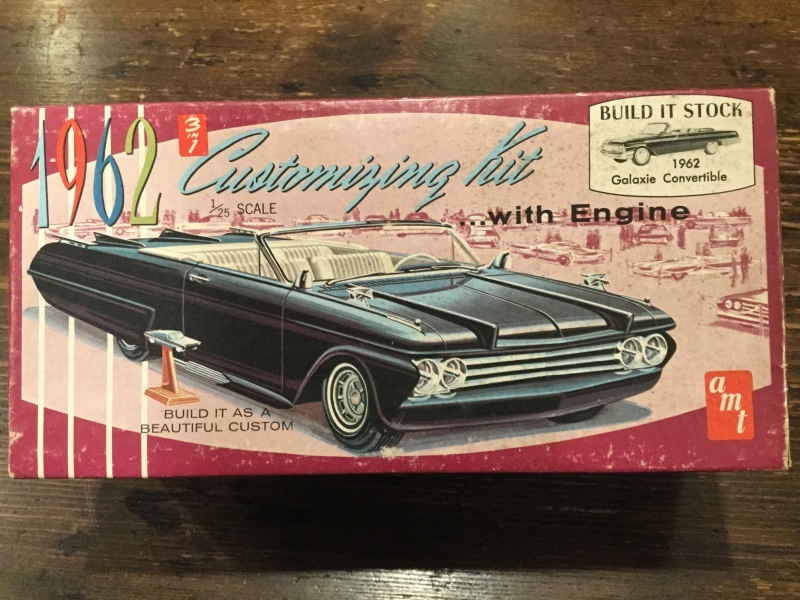 1962
3 IN 1
Customizing Kit
1/25 SCALE
...with Engine
BUILD IT STOCK
1962
Galaxie Convertible
BUILD IT AS A
BEAUTIFUL CUSTOM
amt